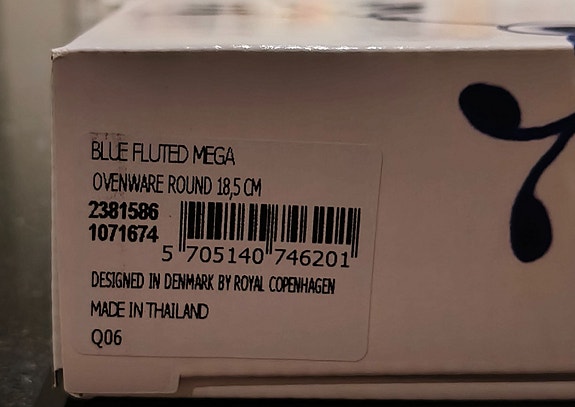 BLUE FLUTED MEGA
OVENWARE ROUND 18,5 CM
2381586
1071674
5 705140 746201
DESIGNED IN DENMARK BY ROYAL COPENHAGEN
MADE IN THAILAND
Q06